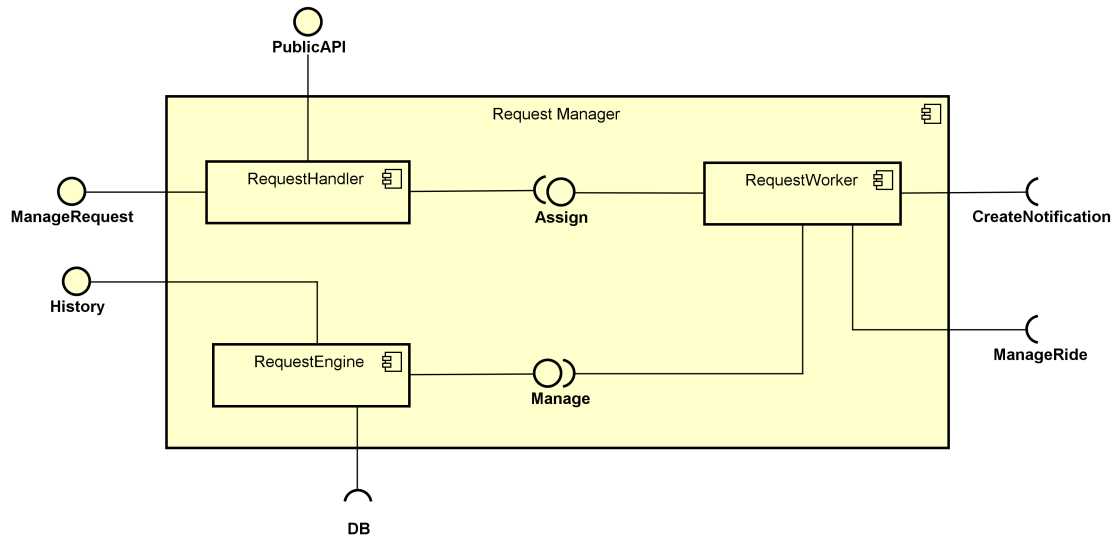 PublicAPI
Request Manager
RequestHandler
RequestWorker
ManageRequest
Assign
CreateNotification
History
ManageRide
RequestEngine
Manage
DB